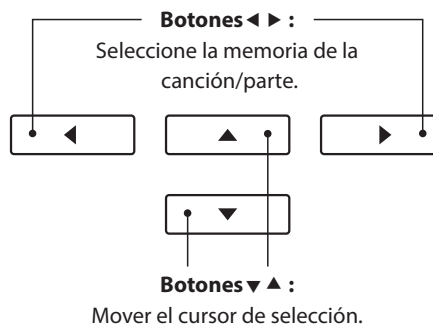 Botones ◀ ▶ :
Seleccione la memoria de la
canción/parte.
Botones ▼ ▲ :
Mover el cursor de selección.